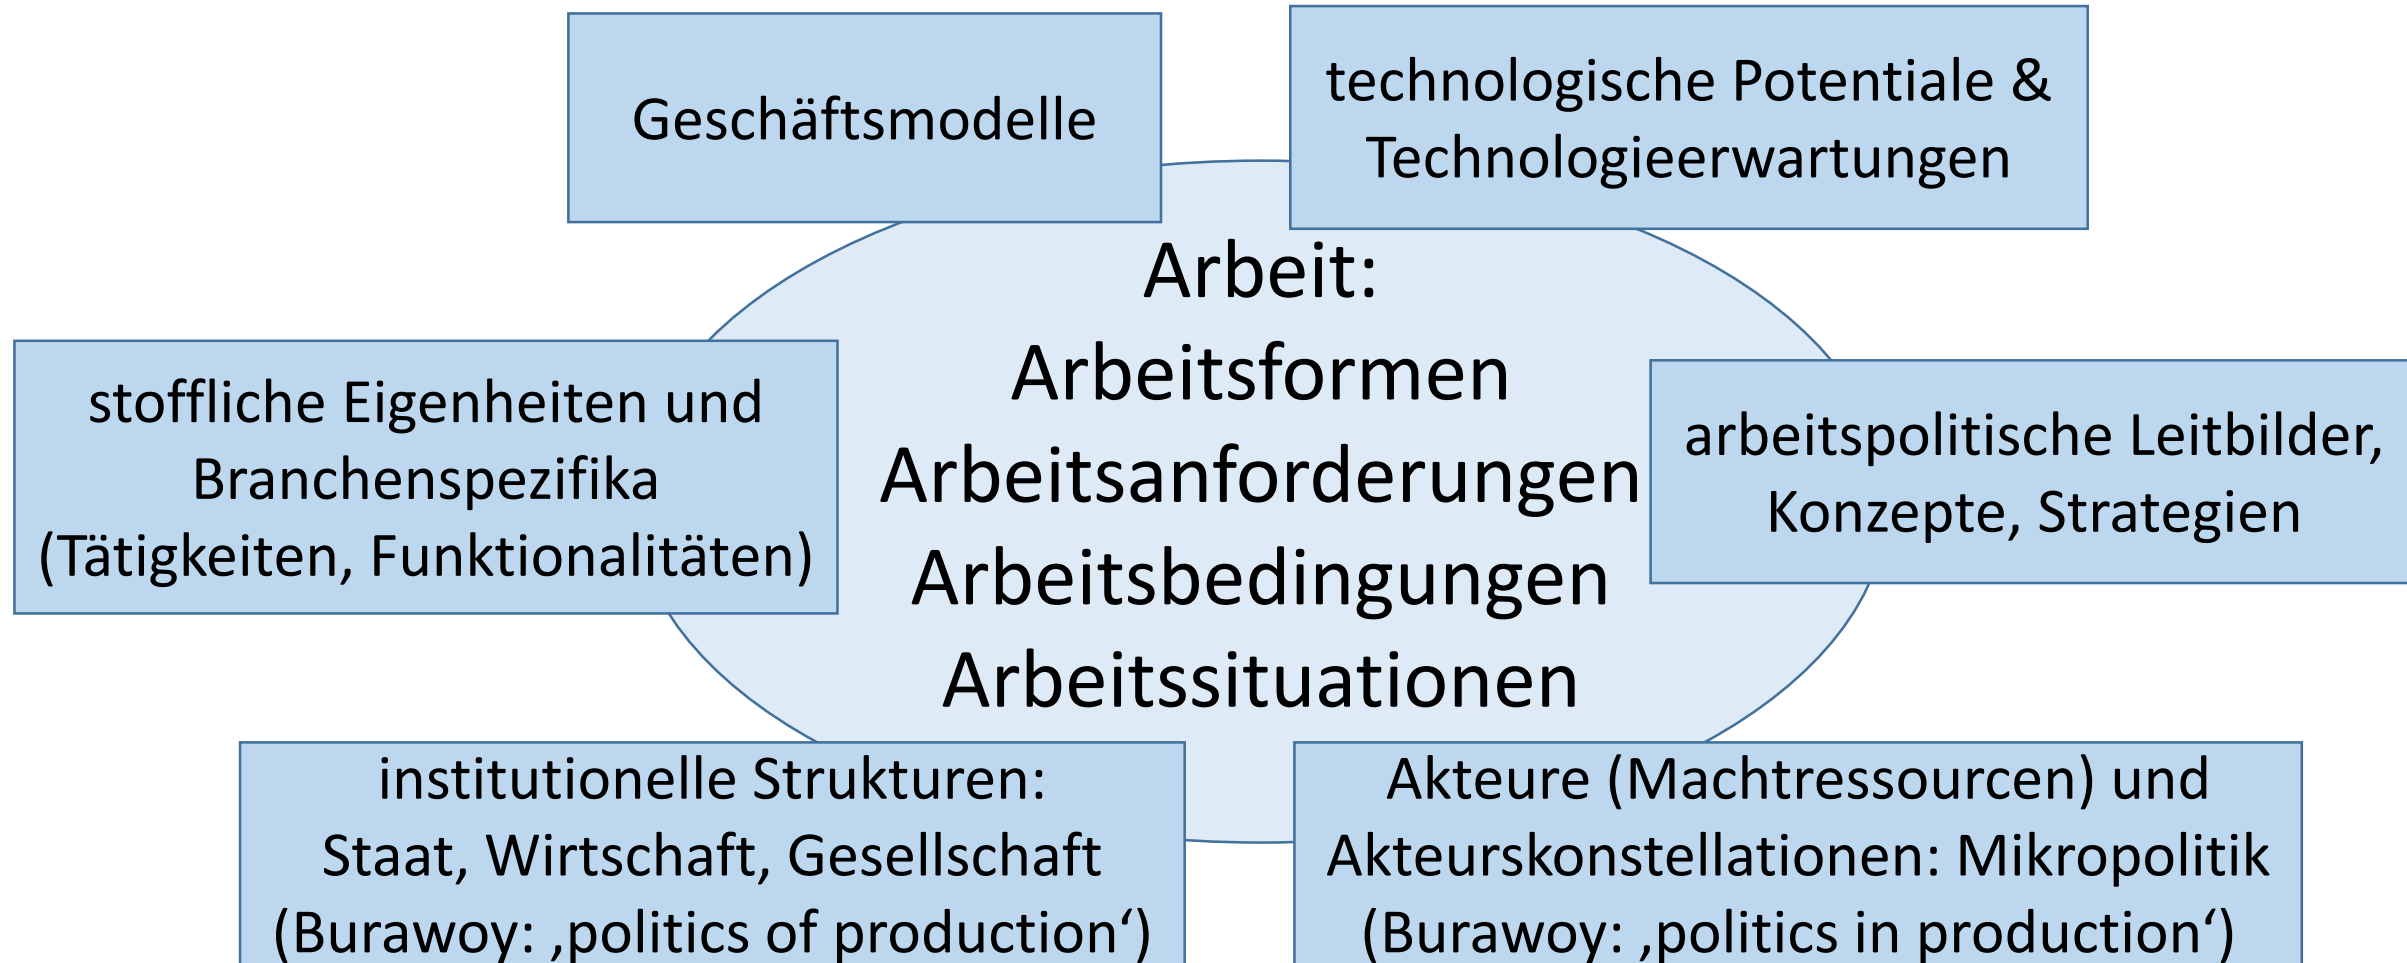 Geschäftsmodelle
technologische Potentiale &
Technologieerwartungen
Arbeit:
Arbeitsformen
Arbeitsanforderungen
Arbeitsbedingungen
Arbeitssituationen
stoffliche Eigenheiten und
Branchenspezifika
(Tätigkeiten, Funktionalitäten)
arbeitspolitische Leitbilder,
Konzepte, Strategien
institutionelle Strukturen:
Staat, Wirtschaft, Gesellschaft
(Burawoy: ‚politics of production‘)
Akteure (Machtressourcen) und
Akteurskonstellationen: Mikropolitik
(Burawoy: ‚politics in production‘)